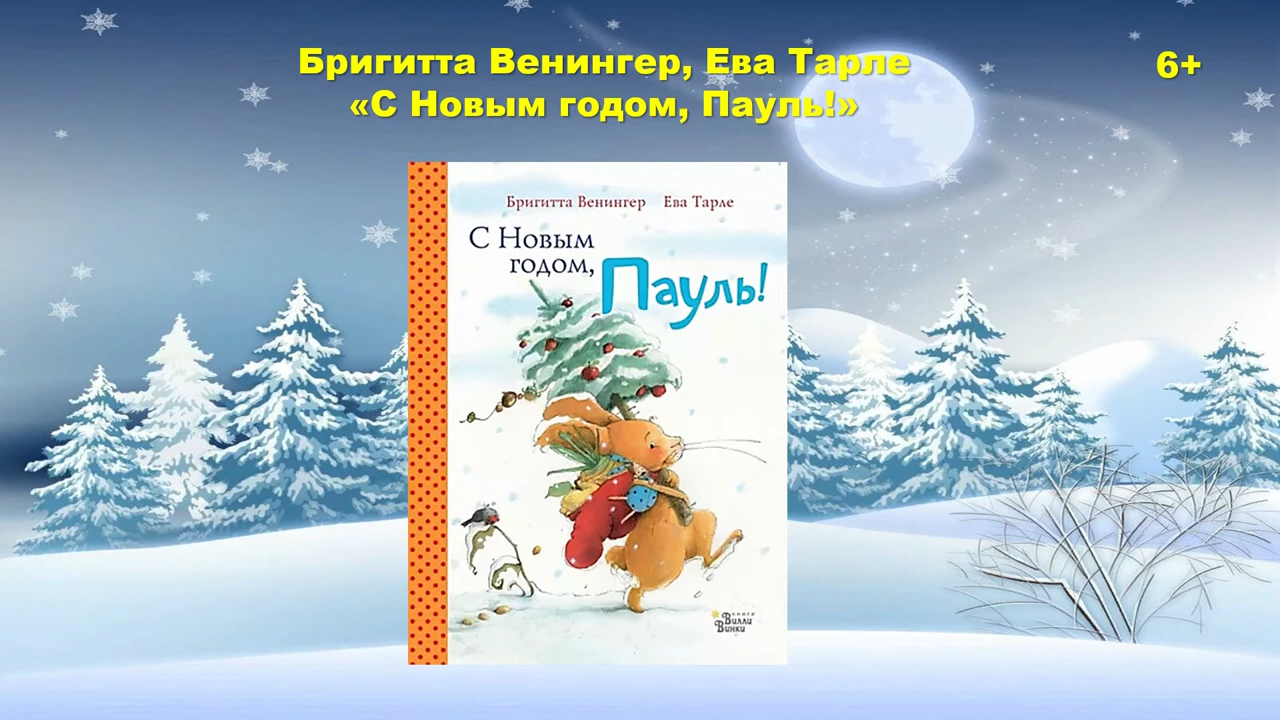 Бригитта Венингер, Ева Тарле
«С Новым годом, Пауль!»
6+
Бригитта Венингер Ева Тарле
С Новым
годом,
Пауль!
книги
Вилли
Винки